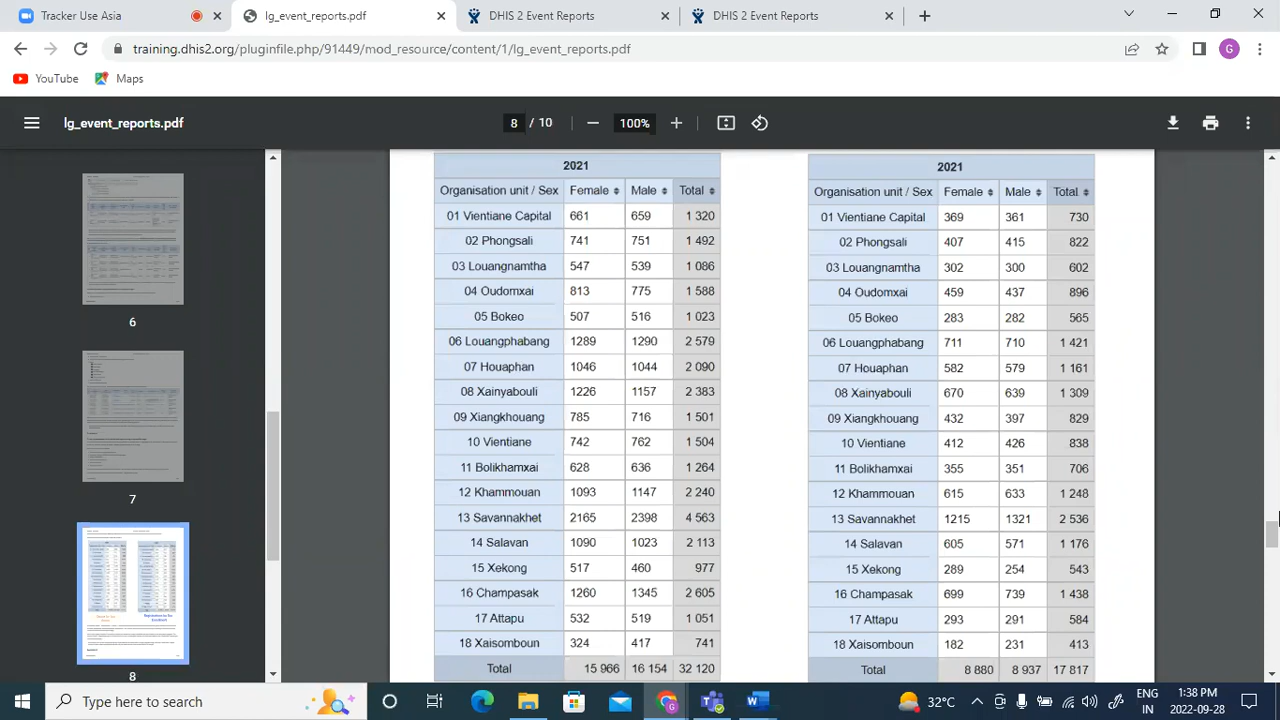 Tracker Use Asia
lg_event_reports.pdf
DHIS 2 Event Reports
DHIS 2 Event Reports
training.dhis2.org/pluginfile.php/91449/mod_resource/content/1/lg_event_reports.pdf
YouTube Maps
lg_event_reports.pdf
8 / 10
100%
6
7
8
2021
Organisation unit / Sex Female Male Total
01 Vientiane Capital 661 659 1 320
02 Phongsali 741 751 1 492
03 Louangnamtha 547 539 1 086
04 Oudomxai 813 775 1 588
05 Bokeo 507 516 1 023
06 Louangphabang 1289 1290 2 579
07 Houaphan 1046 1044 2 090
08 Xainyabouli 1226 1157 2 383
09 Xiangkhouang 785 716 1 501
10 Vientiane 742 762 1 504
11 Bolikhamxai 628 636 1 264
12 Khammouan 1093 1147 2 240
13 Savannakhet 2165 2398 4 563
14 Salavan 1090 1023 2 113
15 Xekong 517 460 977
16 Champasak 1260 1345 2 605
17 Attapu 532 519 1 051
18 Xaisomboun 324 417 741
Total 15 966 16 154 32 120
2021
Organisation unit / Sex Female Male Total
01 Vientiane Capital 369 361 730
02 Phongsali 407 415 822
03 Louangnamtha 302 300 602
04 Oudomxai 459 437 896
05 Bokeo 283 282 565
06 Louangphabang 711 710 1 421
07 Houaphan 582 579 1 161
08 Xainyabouli 670 639 1 309
09 Xiangkhouang 432 397 829
10 Vientiane 412 426 838
11 Bolikhamxai 355 351 706
12 Khammouan 615 633 1 248
13 Savannakhet 1215 1321 2 536
14 Salavan 605 571 1 176
15 Xekong 289 254 543
16 Champasak 699 739 1 438
17 Attapu 293 291 584
18 Xaisomboun 182 231 413
Total 8 880 8 937 17 817
Type here to search
32°C
ENG
IN
1:38 PM
2022-09-28